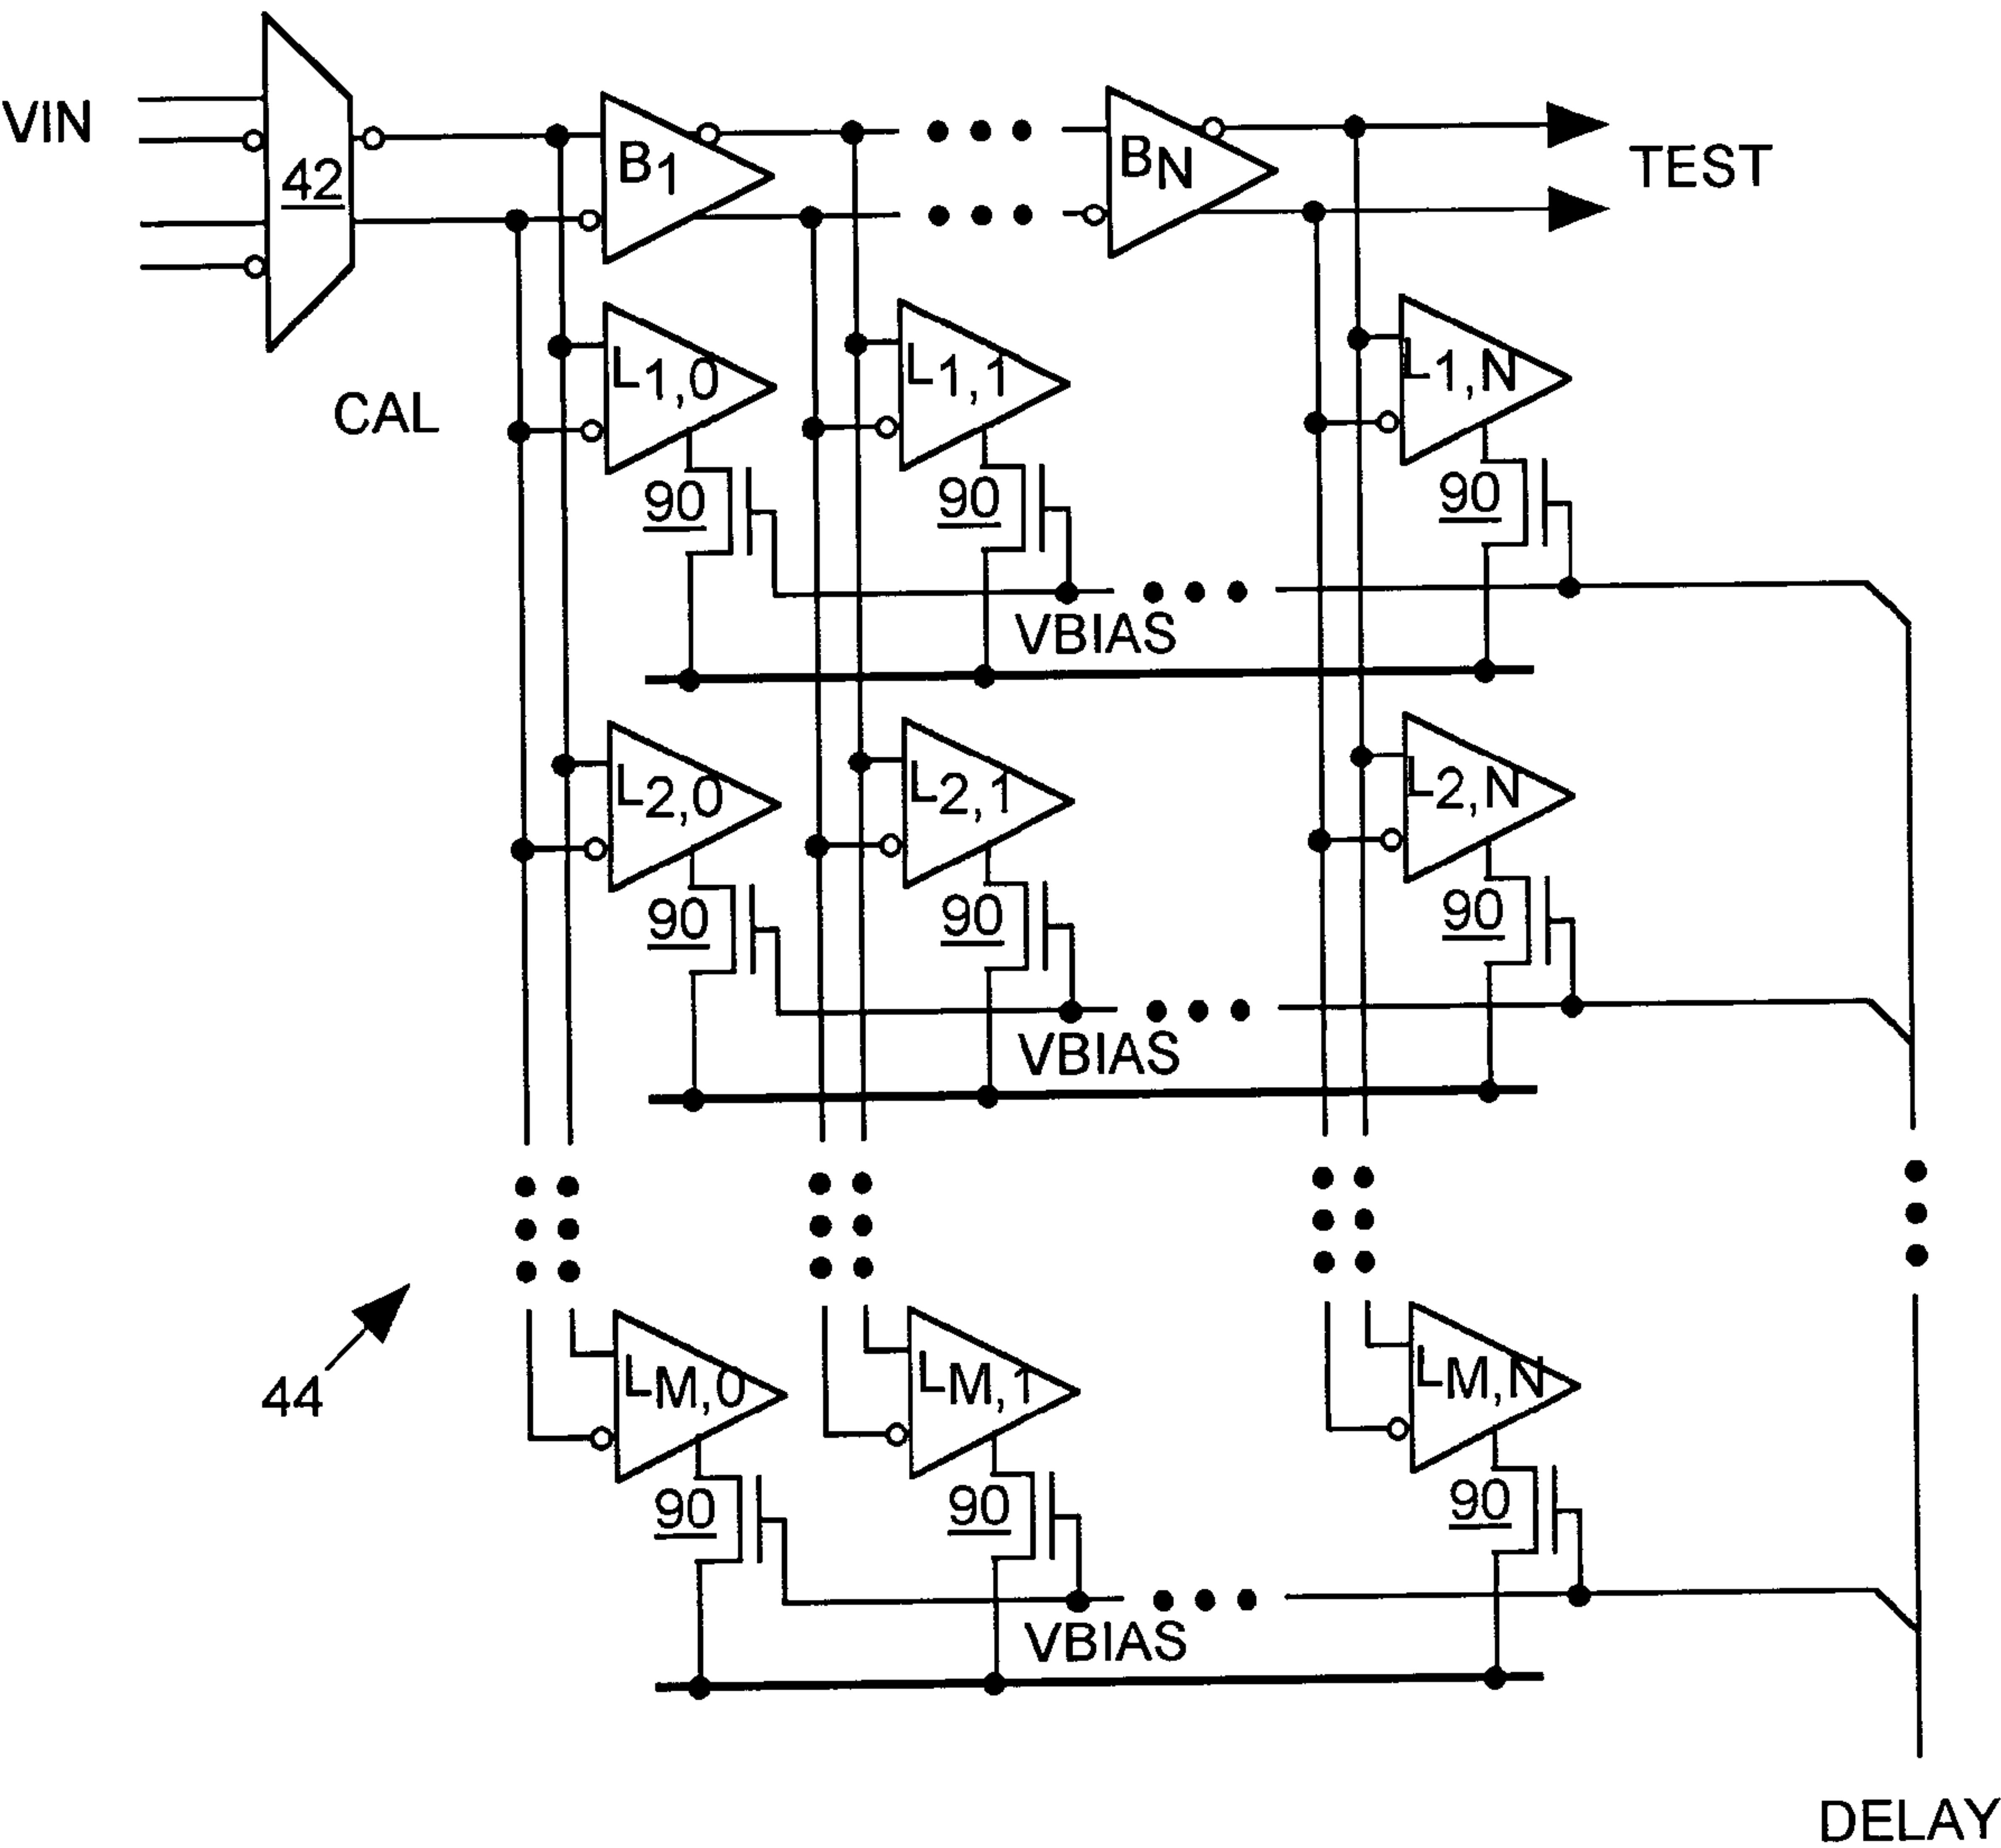 VIN
42
B1
BN
TEST
CAL
L1,0
L1,1
L1,N
90
90
90
VBIAS
L2,0
L2,1
L2,N
90
90
90
VBIAS
44
LM,0
LM,1
LM,N
90
90
90
VBIAS
DELAY